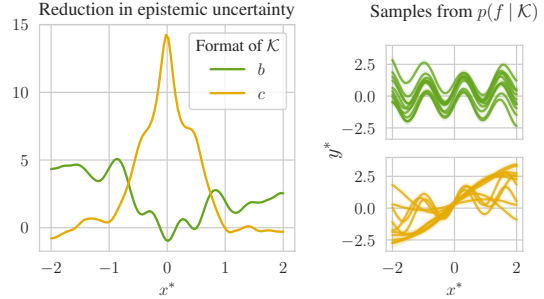 Reduction in epistemic uncertainty
15
10
5
0
−2
−1
0
1
2
x*
Format of K
b
c
Samples from p(f | K)
y*
2.5
0.0
−2.5
2.5
0.0
−2.5
−2
0
2
x*